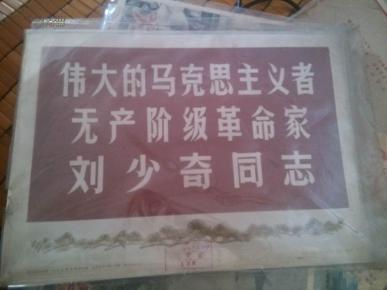 伟大的马克思主义者
无产阶级革命家
刘少奇同志